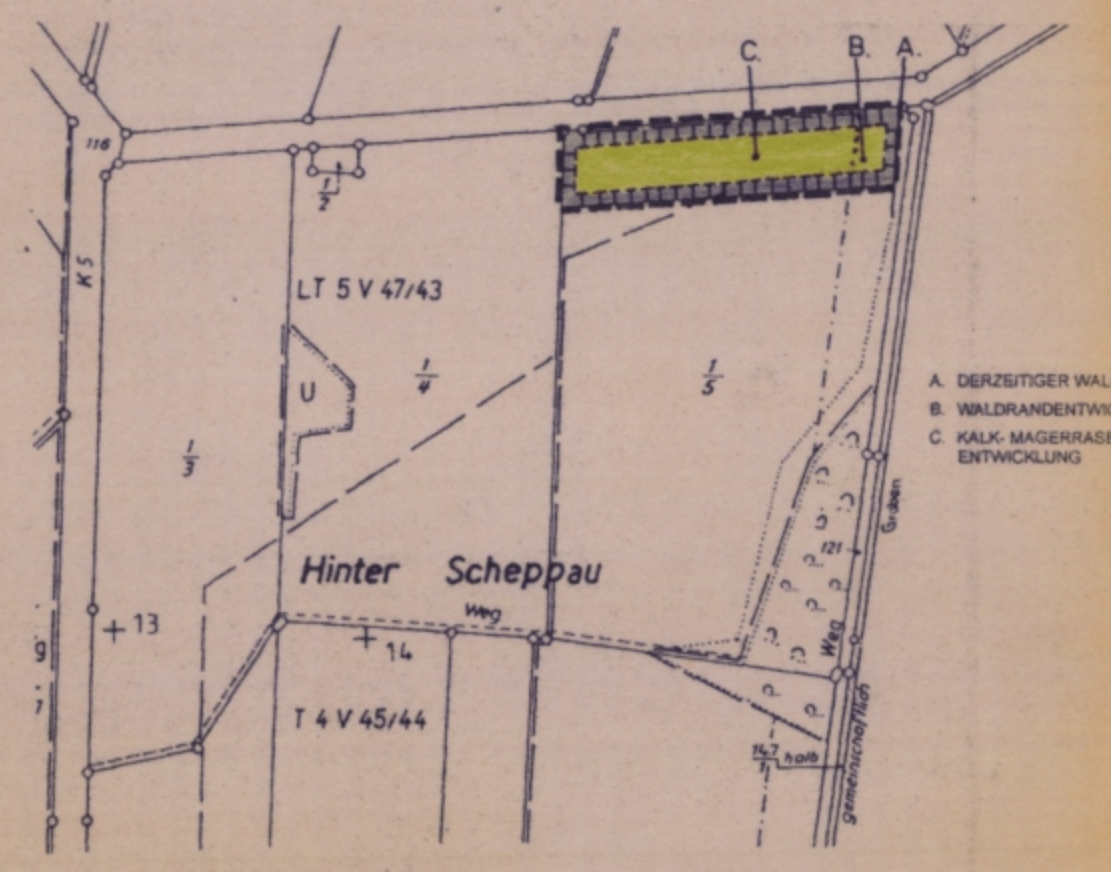 C. B. A.
116
1/2
K 5
LT 5 V 47/43
1/4
1/5
U
1/3
A. DERZEITIGER WAL
B. WALDRANDENTWIC
C. KALK- MAGERRASE
ENTWICKLUNG
Graben
121
Hinter Scheppau
Weg
13
14
Weg
g
T 4 V 45/44
147/1 halb
gemeinschaftlich